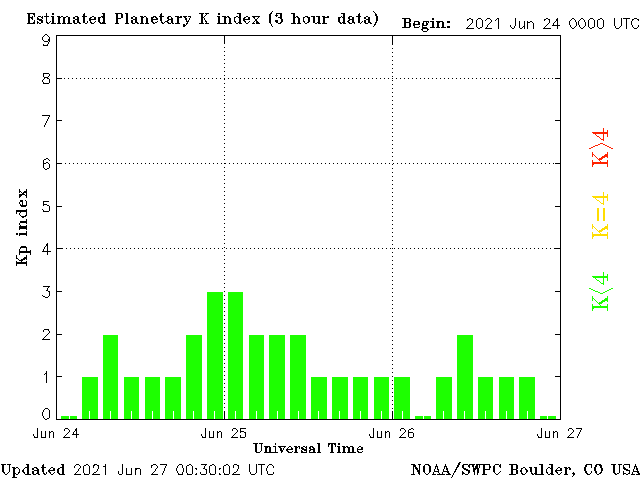 Estimated Planetary K index (3 hour data)
Begin: 2021 Jun 24 0000 UTC
9
8
7
6
5
4
3
2
1
0
Kp index
K>4
K=4
K<4
Jun 24
Jun 25
Jun 26
Jun 27
Universal Time
Updated 2021 Jun 27 00:30:02 UTC
NOAA/SWPC Boulder, CO USA